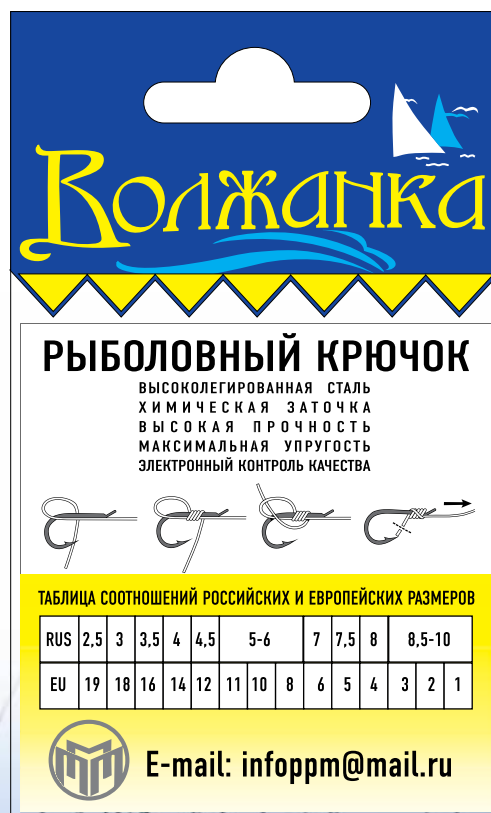 Волжанка
РЫБОЛОВНЫЙ КРЮЧОК
ВЫСОКОЛЕГИРОВАННАЯ СТАЛЬ
ХИМИЧЕСКАЯ ЗАТОЧКА
ВЫСОКАЯ ПРОЧНОСТЬ
МАКСИМАЛЬНАЯ УПРУГОСТЬ
ЭЛЕКТРОННЫЙ КОНТРОЛЬ КАЧЕСТВА
ТАБЛИЦА СООТНОШЕНИЙ РОССИЙСКИХ И ЕВРОПЕЙСКИХ РАЗМЕРОВ
RUS 2,5 3 3,5 4 4,5 5-6 7 7,5 8 8,5-10
EU 19 18 16 14 12 11 10 8 6 5 4 3 2 1
E-mail: infoppm@mail.ru